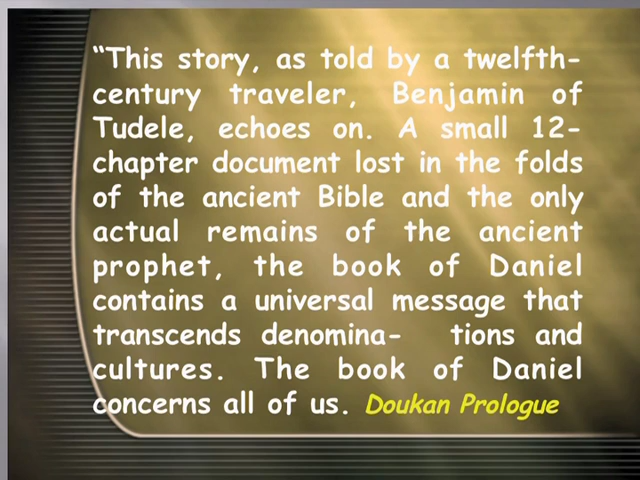 “This story, as told by a twelfth-
century traveler, Benjamin of
Tudele, echoes on. A small 12-
chapter document lost in the folds
of the ancient Bible and the only
actual remains of the ancient
prophet, the book of Daniel
contains a universal message that
transcends denomina- tions and
cultures. The book of Daniel
concerns all of us. Doukan Prologue